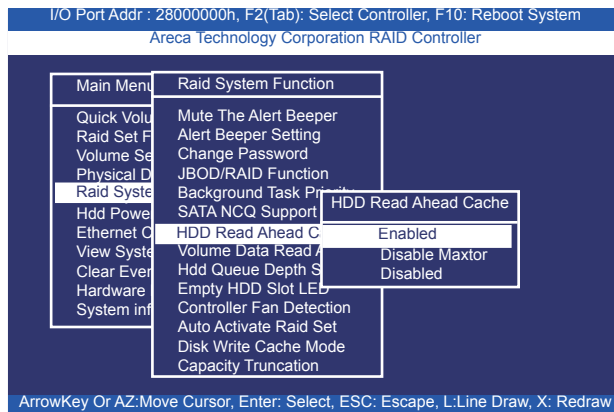 I/O Port Addr : 28000000h, F2(Tab): Select Controller, F10: Reboot System
Areca Technology Corporation RAID Controller
Main Menu
Quick Volu
Raid Set F
Volume Se
Physical D
Raid Syste
Hdd Powe
Ethernet C
View Syste
Clear Even
Hardware
System inf
Raid System Function
Mute The Alert Beeper
Alert Beeper Setting
Change Password
JBOD/RAID Function
Background Task Priority
SATA NCQ Support
HDD Read Ahead C
Volume Data Read A
Hdd Queue Depth S
Empty HDD Slot LED
Controller Fan Detection
Auto Activate Raid Set
Disk Write Cache Mode
Capacity Truncation
HDD Read Ahead Cache
Enabled
Disable Maxtor
Disabled
ArrowKey Or AZ:Move Cursor, Enter: Select, ESC: Escape, L:Line Draw, X: Redraw